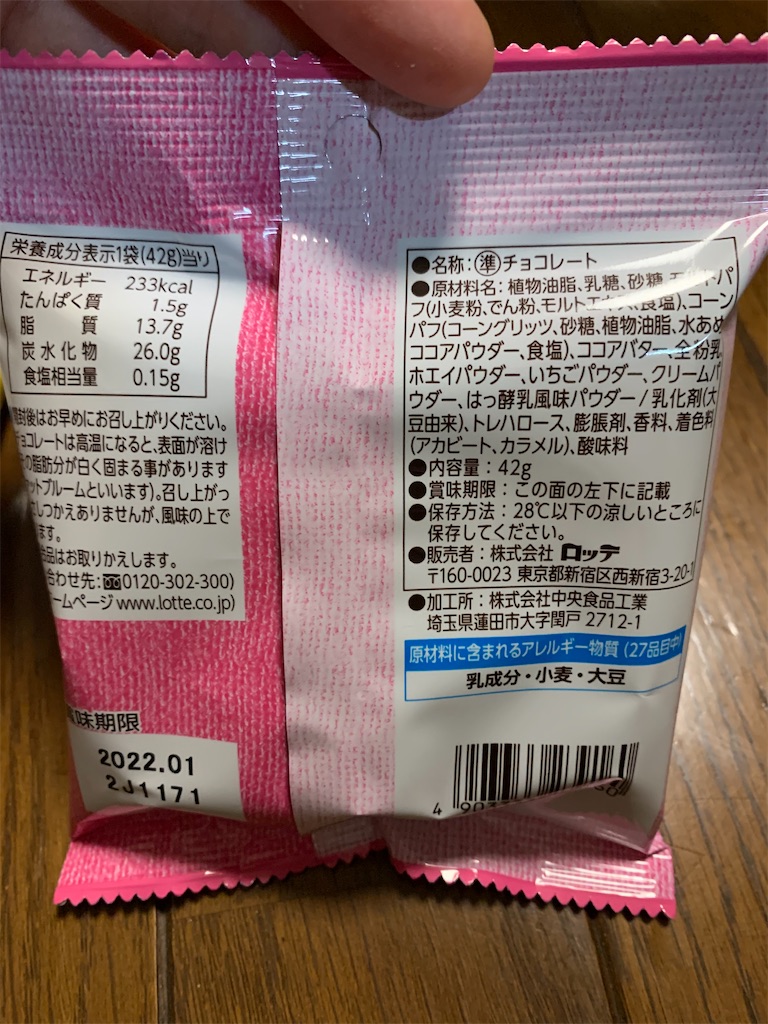 栄養成分表示1袋(42g)当り
エネルギー 233kcal
たんぱく質 1.5g
脂 質 13.7g
炭水化物 26.0g
食塩相当量 0.15g
封後はお早めにお召し上がりください。
チョコレートは高温になると、表面が溶け
の脂肪分が白く固まる事があります
ットブルームといいます)。召し上がっ
しつかえありませんが、風味の上で
ます。
品はお取りかえします。
合わせ先:0120-302-300)
ームページ www.lotte.co.jp)
味期限
2022.01
2J1171
●名称:準チョコレート
●原材料名:植物油脂、乳糖、砂糖、
フ(小麦粉、でん粉、モルトエキス、食塩)、コーン
パフ(コーングリッツ、砂糖、植物油脂、水あめ
ココアパウダー、食塩)、ココアバター、全粉乳
ホエイパウダー、いちごパウダー、クリームパ
ウダー、はっ酵乳風味パウダー/乳化剤(大
豆由来)、トレハロース、膨脹剤、香料、着色料
(アカビート、カラメル)、酸味料
●内容量:42g
●賞味期限:この面の左下に記載
●保存方法:28℃以下の涼しいところに
保存してください。
●販売者:株式会社 ロッテ
〒160-0023 東京都新宿区西新宿3-20-1
●加工所:株式会社中央食品工業
埼玉県蓮田市大字閏戸 2712-1
原材料に含まれるアレルギー物質(27品目中)
乳成分・小麦・大豆
4 903